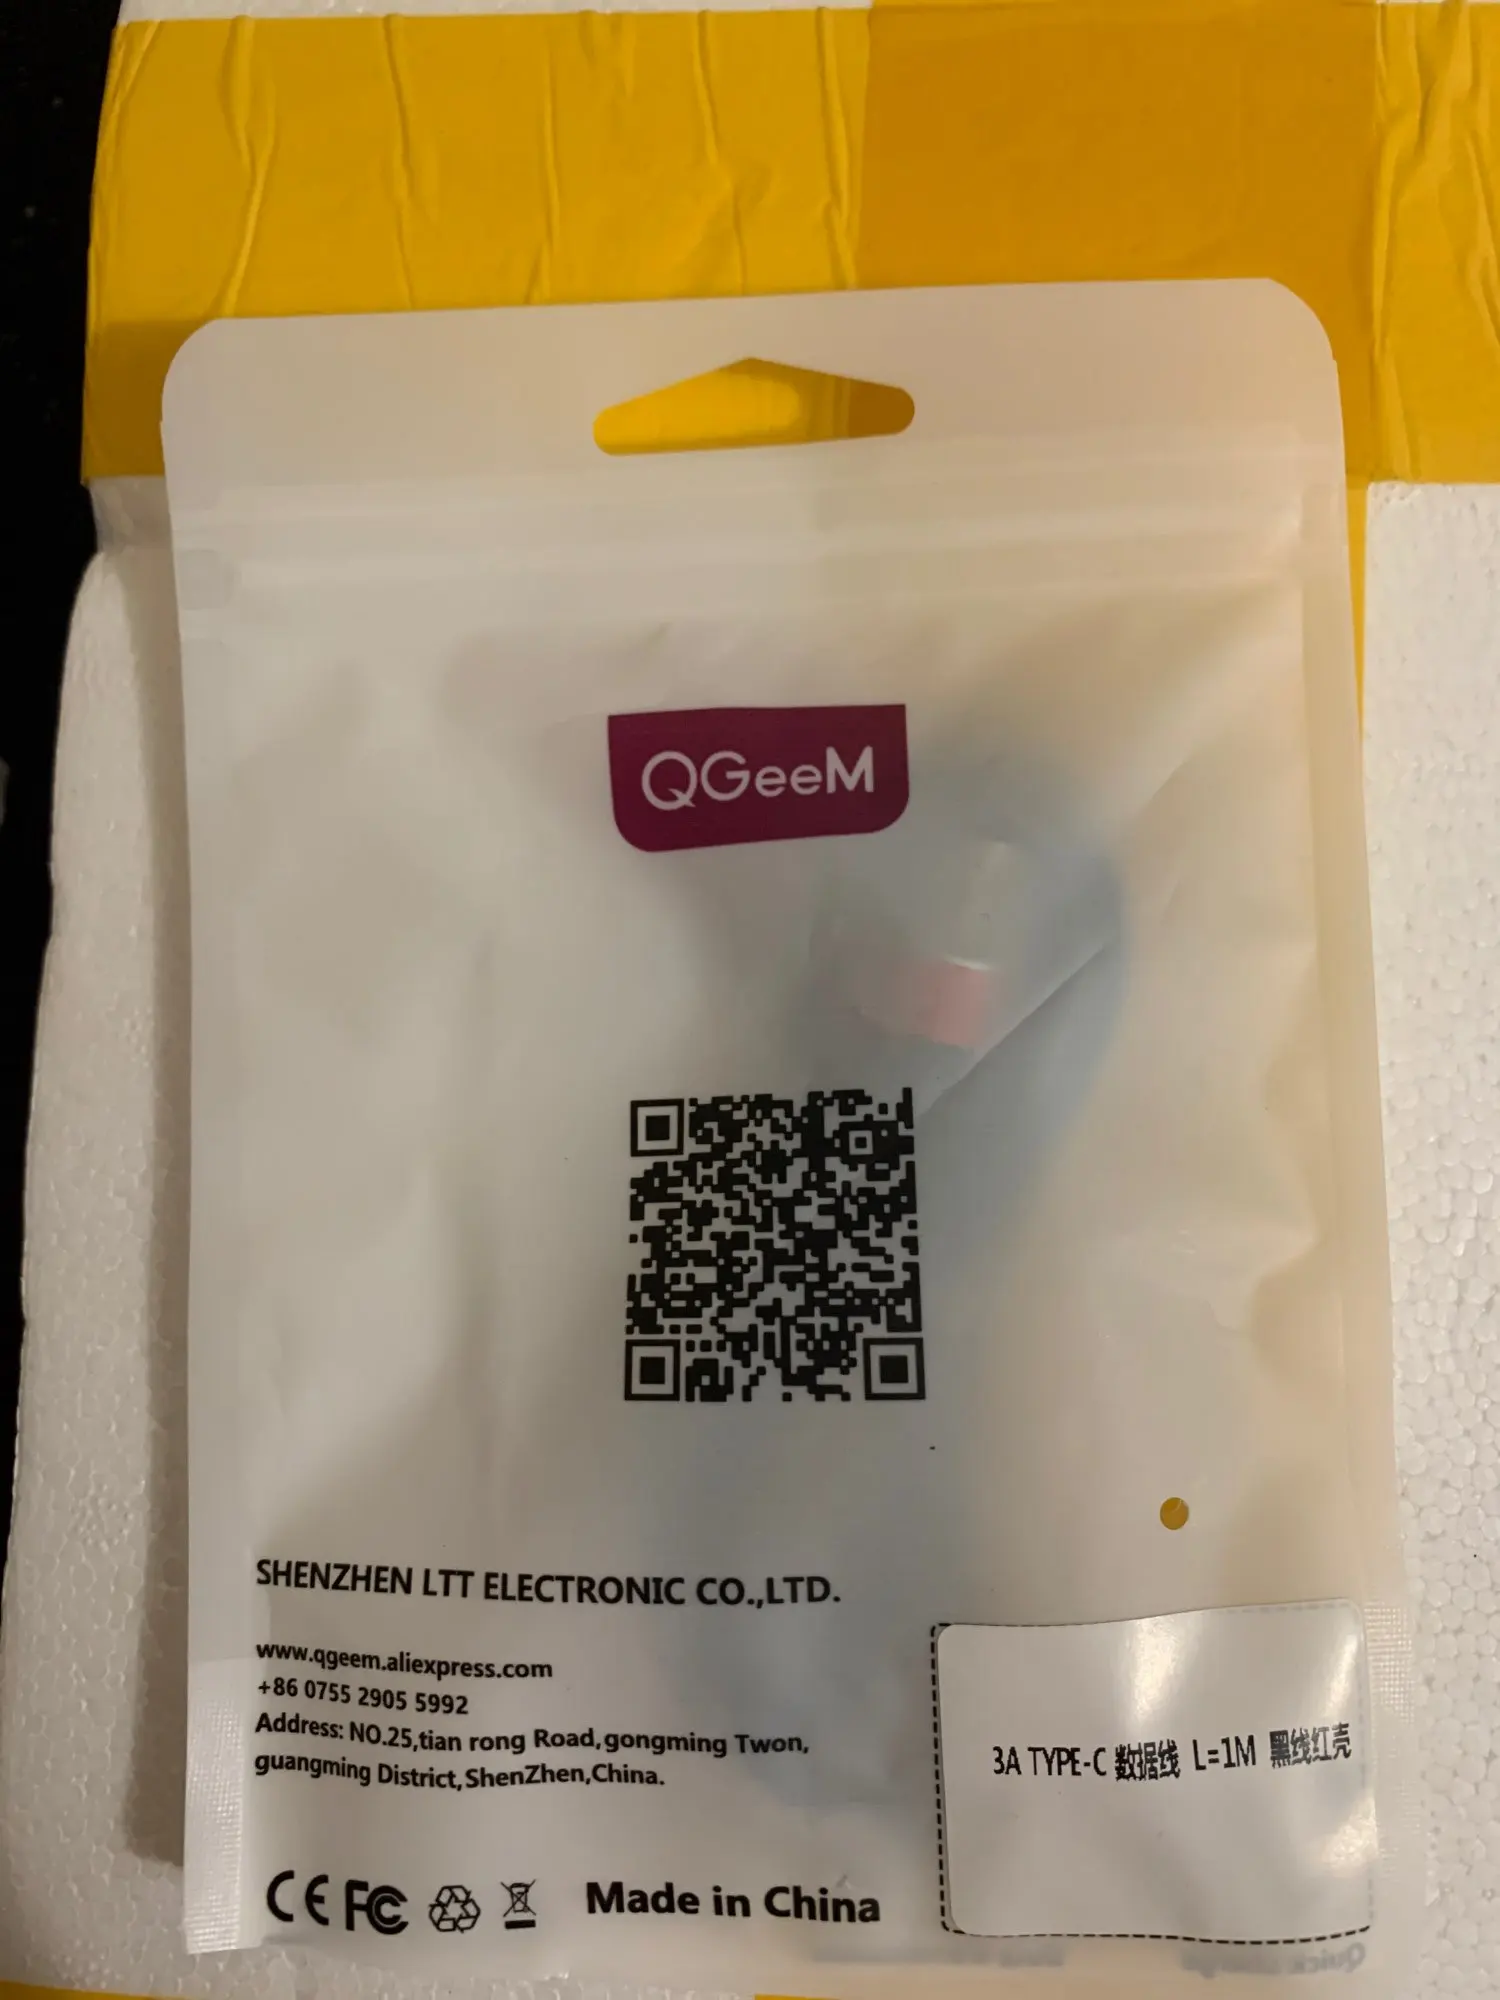 QGeeM
SHENZHEN LTT ELECTRONIC CO.,LTD.
www.qgeem.aliexpress.com
+86 0755 2905 5992
Address: NO.25,tian rong Road,gongming Twon,
guangming District,ShenZhen,China.
3A TYPE-C 数据线 L=1M 黑线红壳
CE FC Made in China